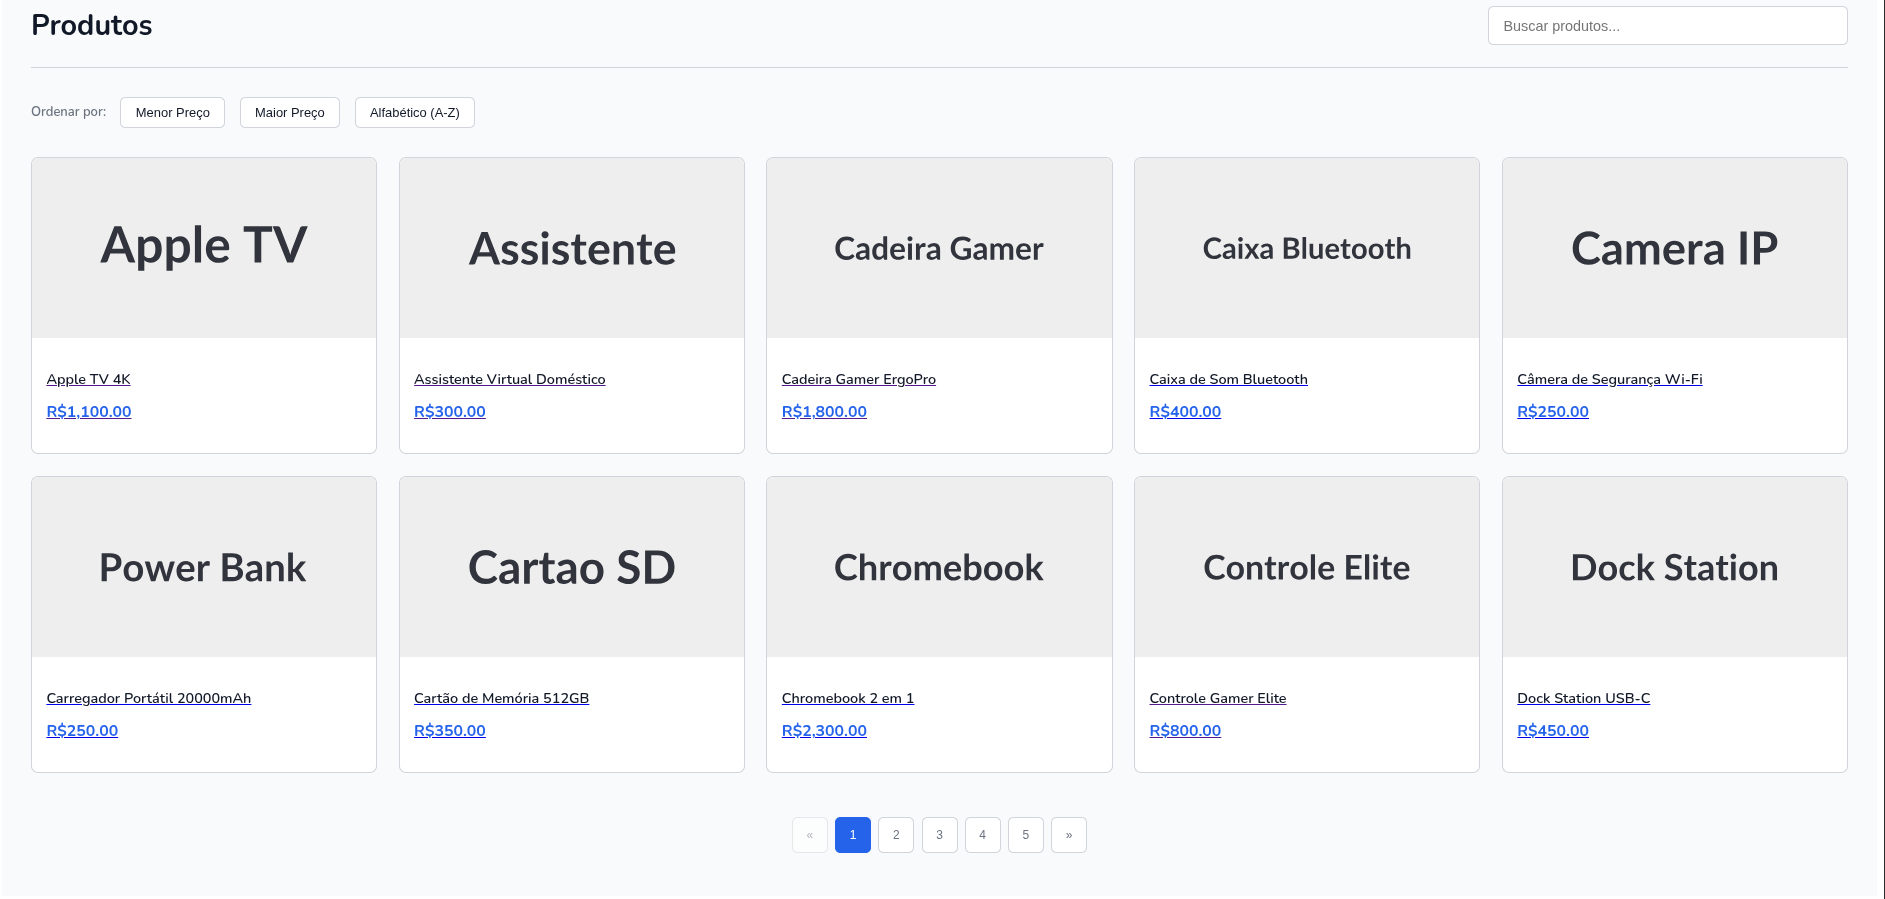 Produtos
Buscar produtos...
Ordenar por: Menor Preço Maior Preço Alfabético (A-Z)
Apple TV
Apple TV 4K
R$1,100.00
Assistente
Assistente Virtual Doméstico
R$300.00
Cadeira Gamer
Cadeira Gamer ErgoPro
R$1,800.00
Caixa Bluetooth
Caixa de Som Bluetooth
R$400.00
Camera IP
Câmera de Segurança Wi-Fi
R$250.00
Power Bank
Carregador Portátil 20000mAh
R$250.00
Cartao SD
Cartão de Memória 512GB
R$350.00
Chromebook
Chromebook 2 em 1
R$2,300.00
Controle Elite
Controle Gamer Elite
R$800.00
Dock Station
Dock Station USB-C
R$450.00
« 1 2 3 4 5 »